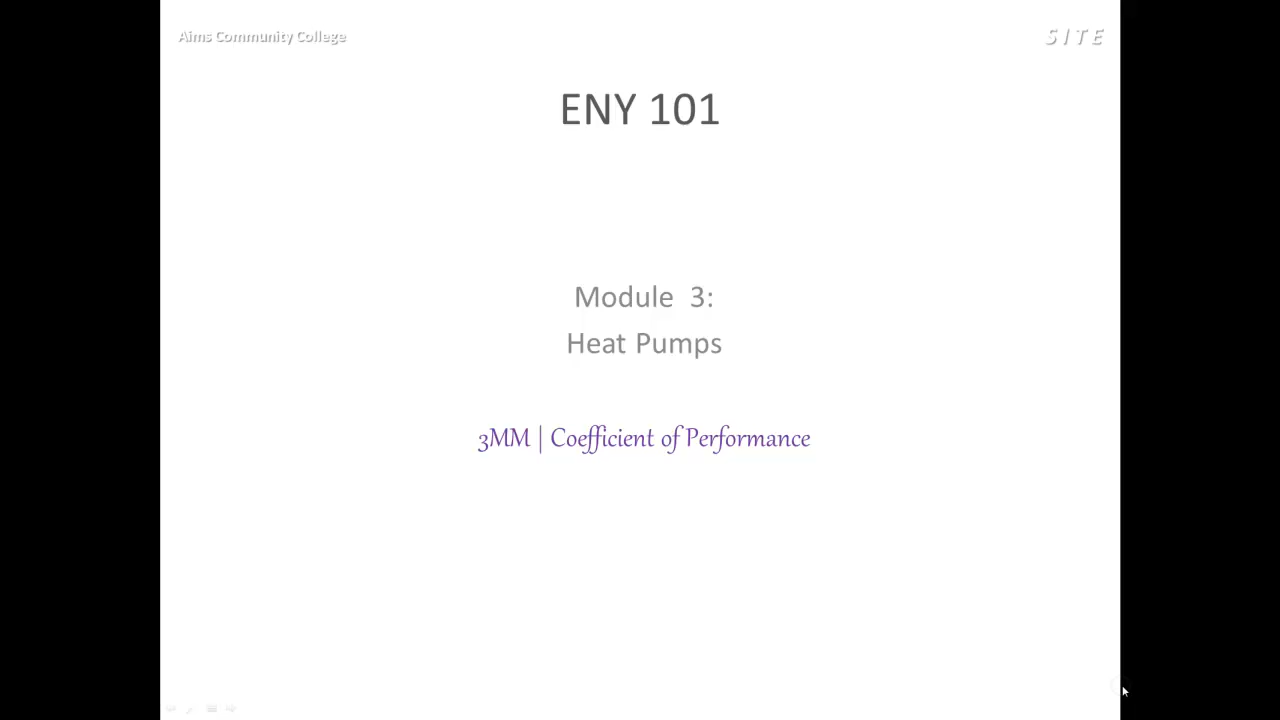 Aims Community College
SITE
ENY 101
Module 3:
Heat Pumps
3MM | Coefficient of Performance